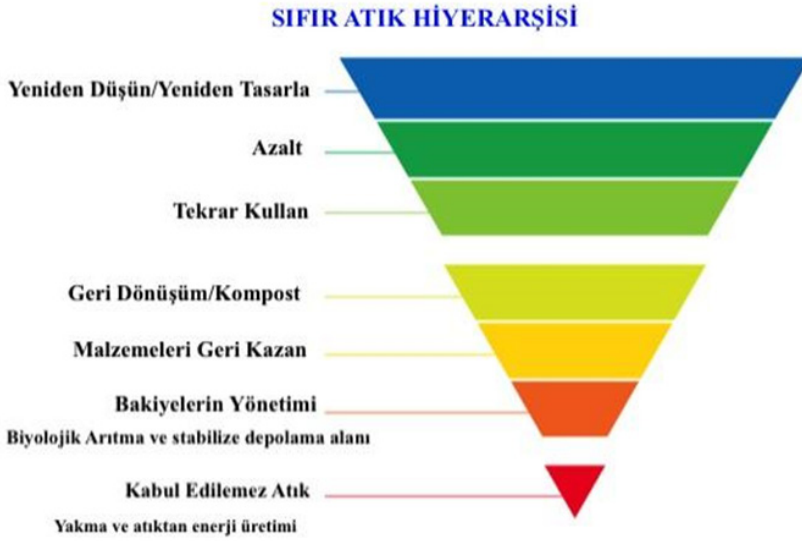 SIFIR ATIK HİYERARŞİSİ
Yeniden Düşün/Yeniden Tasarla
Azalt
Tekrar Kullan
Geri Dönüşüm/Kompost
Malzemeleri Geri Kazan
Bakiyelerin Yönetimi
Biyolojik Arıtma ve stabilize depolama alanı
Kabul Edilemez Atık
Yakma ve atıktan enerji üretimi